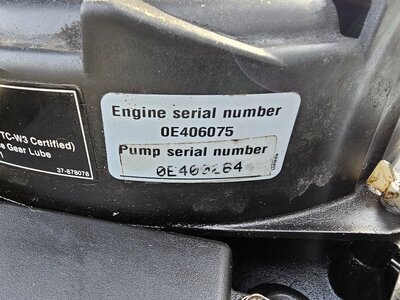 TC-W3 Certified)
Gear Lube
37-878078
Engine serial number
0E406075
Pump serial number